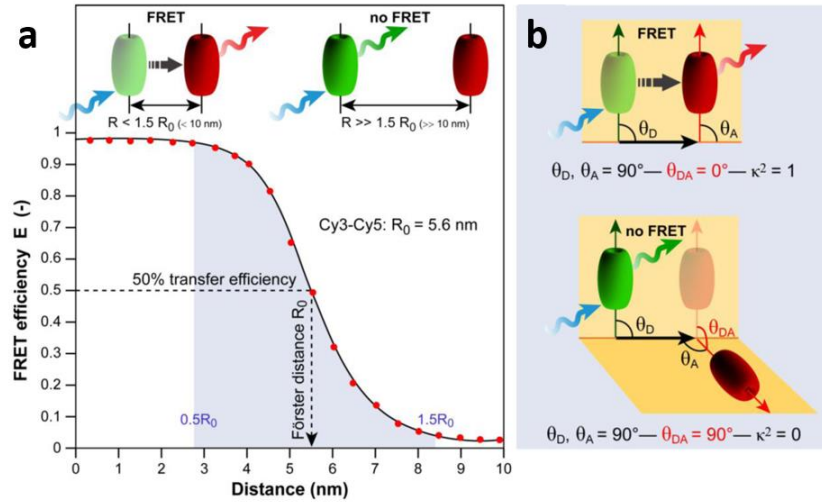 a
FRET
no FRET
R < 1.5 R₀ (< 10 nm)
R >> 1.5 R₀ (>> 10 nm)
FRET efficiency E (-)
1
0.9
0.8
0.7
0.6
0.5
0.4
0.3
0.2
0.1
0
Cy3-Cy5: R₀ = 5.6 nm
50% transfer efficiency
Förster distance R₀
0.5R₀
1.5R₀
0 1 2 3 4 5 6 7 8 9 10
Distance (nm)
b
FRET
θD
θA
θD, θA = 90°— θDA = 0°— κ² = 1
no FRET
θD
θDA
θA
θD, θA = 90°— θDA = 90°— κ² = 0